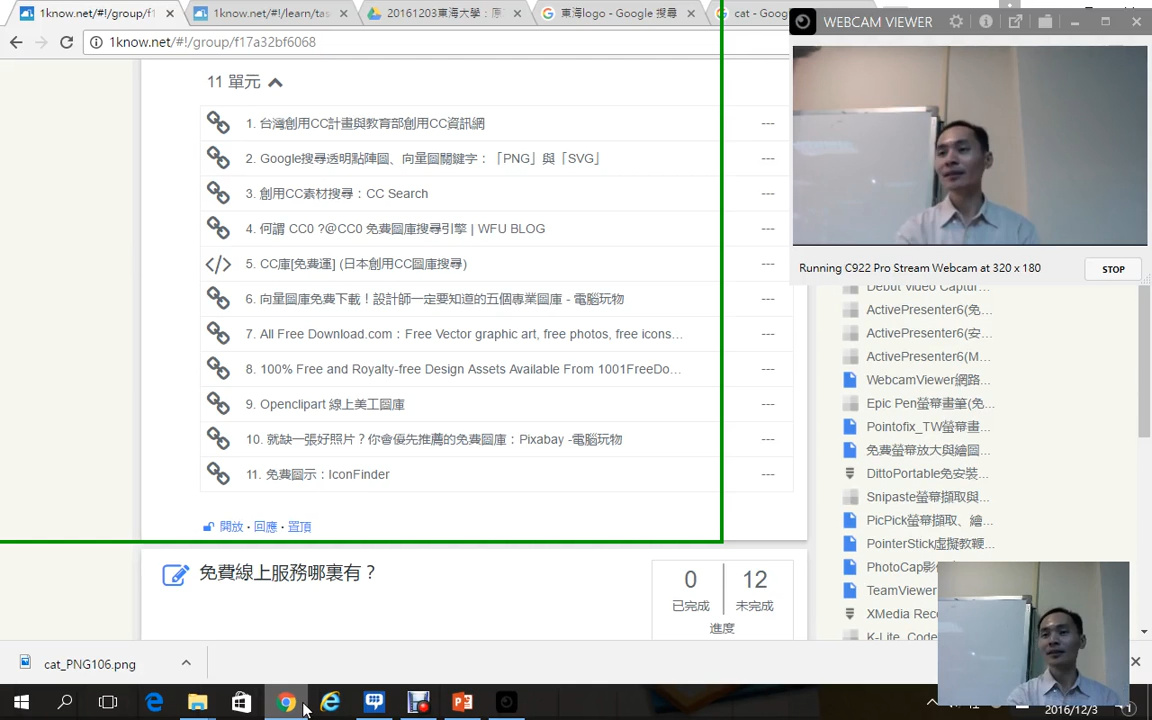 1know.net/#!/group/f1
1know.net/#!/learn/tas
20161203東海大學：
東海logo - Google 搜尋
cat - Goog
1know.net/#!/group/f17a32bf6068
WEBCAM VIEWER
11 單元
1. 台灣創用CC計畫與教育部創用CC資訊網
---
2. Google搜尋透明點陣圖、向量圖關鍵字：「PNG」與「SVG」
---
3. 創用CC素材搜尋：CC Search
---
4. 何謂 CC0 ?@CC0 免費圖庫搜尋引擎 | WFU BLOG
---
5. CC庫[免費運] (日本創用CC圖庫搜尋)
---
6. 向量圖庫免費下載！設計師一定要知道的五個專業圖庫 - 電腦玩物
---
7. All Free Download.com：Free Vector graphic art, free photos, free icons...
---
8. 100% Free and Royalty-free Design Assets Available From 1001FreeDo...
---
9. Openclipart 線上美工圖庫
---
10. 就缺一張好照片？你會優先推薦的免費圖庫：Pixabay -電腦玩物
---
11. 免費圖示：IconFinder
---
開放 · 回應 · 置頂
免費線上服務哪裏有？
0
已完成
12
未完成
進度
Running C922 Pro Stream Webcam at 320 x 180
STOP
Debut Video Captur...
ActivePresenter6(免...
ActivePresenter6(安...
ActivePresenter6(M...
WebcamViewer網路...
Epic Pen螢幕畫筆(免...
Pointofix_TW螢幕畫...
免費螢幕放大與繪圖...
DittoPortable免安裝...
Snipaste螢幕擷取與...
PicPick螢幕擷取、繪...
PointerStick虛擬教鞭...
PhotoCap影
TeamViewer
XMedia Rec
K-Lite Code
cat_PNG106.png
2016/12/3
1